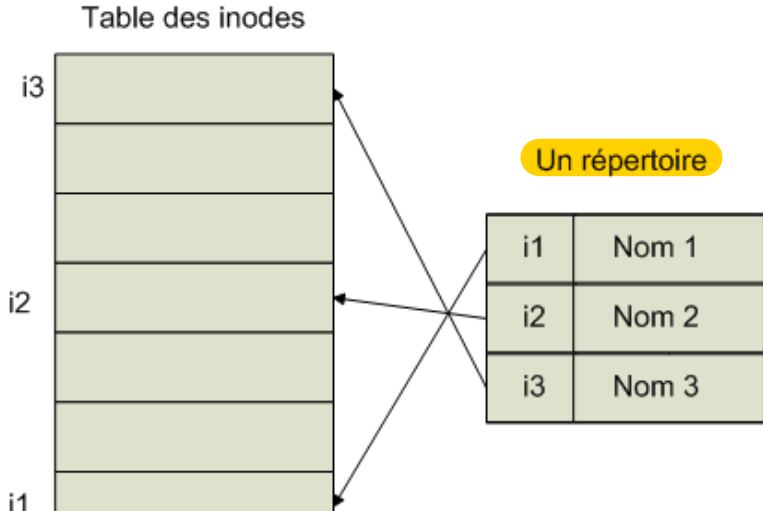 Table des inodes
i3
i2
i1
Un répertoire
i1 Nom 1
i2 Nom 2
i3 Nom 3